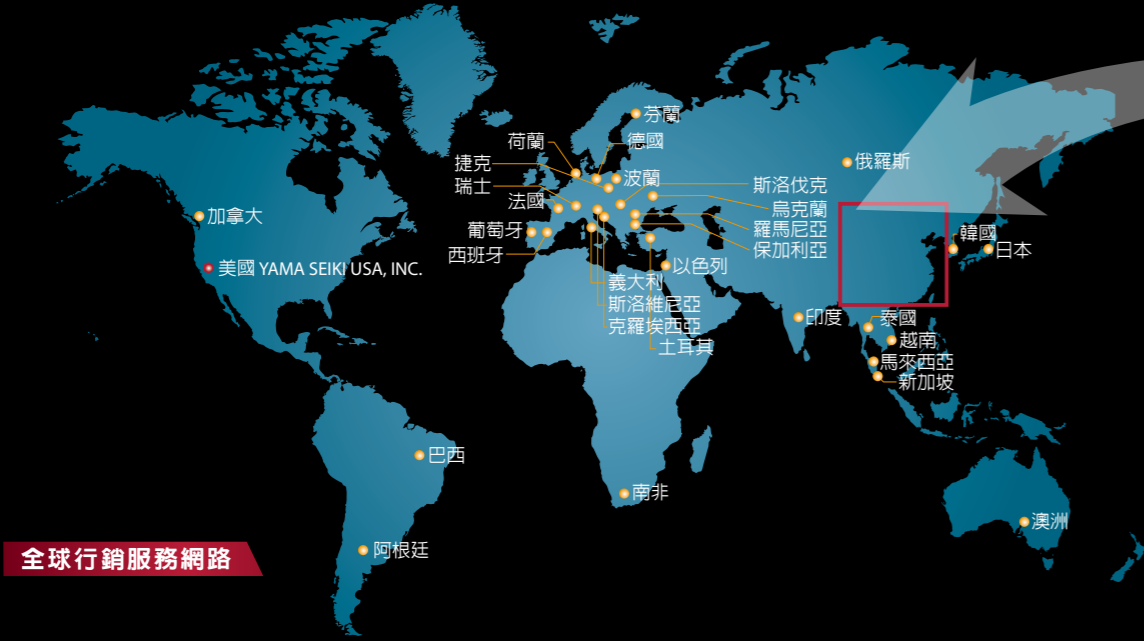 芬蘭
荷蘭
德國
捷克
俄羅斯
瑞士
波蘭
斯洛伐克
法國
烏克蘭
加拿大
葡萄牙
羅馬尼亞
韓國
西班牙
保加利亞
日本
美國 YAMA SEIKI USA, INC.
以色列
義大利
斯洛維尼亞
印度
泰國
克羅埃西亞
越南
土耳其
馬來西亞
新加坡
巴西
南非
澳洲
阿根廷
全球行銷服務網路